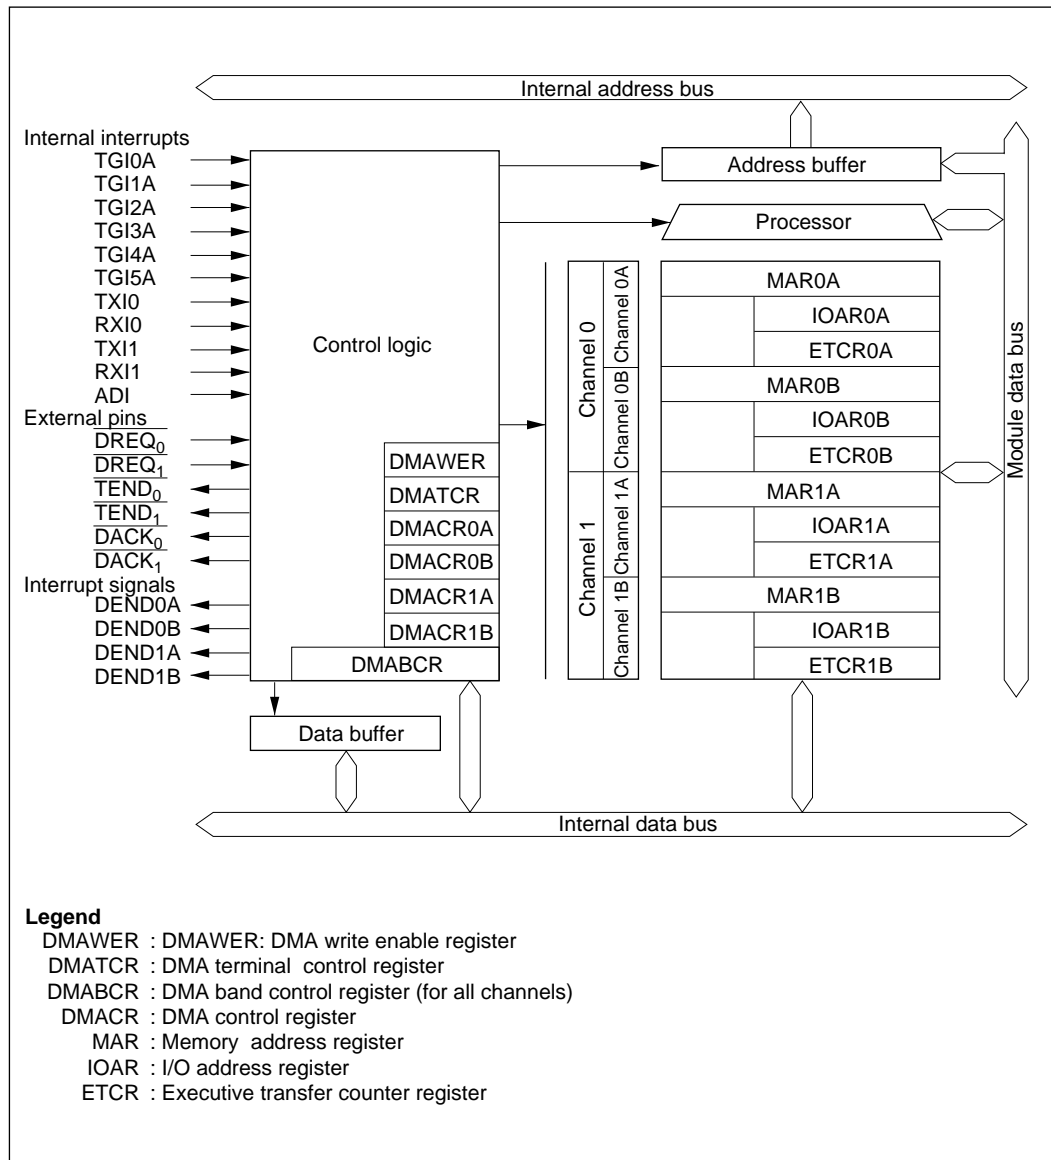 Internal address bus
Internal interrupts
TGI0A
TGI1A
TGI2A
TGI3A
TGI4A
TGI5A
TXI0
RXI0
TXI1
RXI1
ADI
External pins
DREQ0
DREQ1
TEND0
TEND1
DACK0
DACK1
Interrupt signals
DEND0A
DEND0B
DEND1A
DEND1B
Control logic
DMAWER
DMATCR
DMACR0A
DMACR0B
DMACR1A
DMACR1B
DMABCR
Data buffer
Address buffer
Processor
Channel 0
Channel 0A
Channel 0B
Channel 1
Channel 1A
Channel 1B
MAR0A
IOAR0A
ETCR0A
MAR0B
IOAR0B
ETCR0B
MAR1A
IOAR1A
ETCR1A
MAR1B
IOAR1B
ETCR1B
Module data bus
Internal data bus
Legend
DMAWER : DMAWER: DMA write enable register
DMATCR : DMA terminal control register
DMABCR : DMA band control register (for all channels)
DMACR : DMA control register
MAR : Memory address register
IOAR : I/O address register
ETCR : Executive transfer counter register